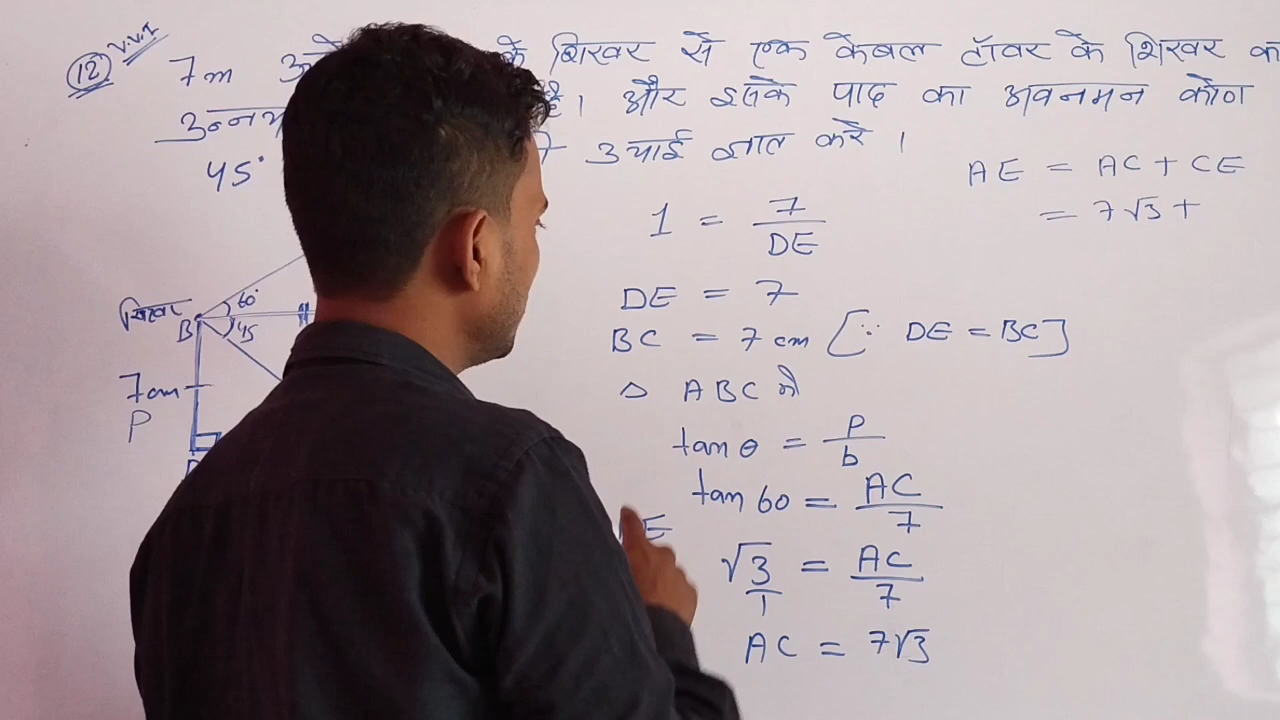 12 V.V.I
7m के शिखर से एक केबल टॉवर के शिखर का
उन्नय है। और इसके पाद का अवनमन कोण
45° उचाई ज्ञात करें।
AE = AC + CE
= 7√3 +
1 = 7/DE
DE = 7
BC = 7 cm [∵ DE = BC]
△ ABC में
tan θ = P/b
tan 60 = AC/7
√3/1 = AC/7
AC = 7√3
शिखर B 60°
45
7cm
P
E